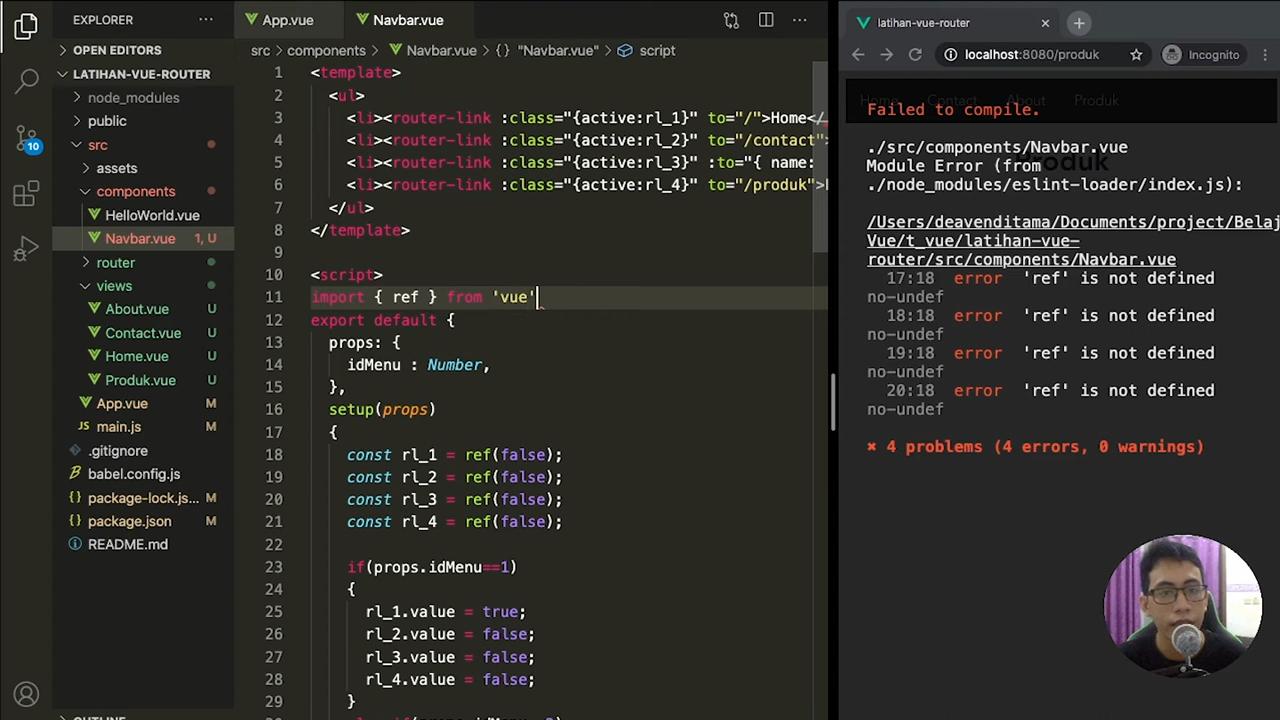 EXPLORER
OPEN EDITORS
LATIHAN-VUE-ROUTER
node_modules
public
src
assets
components
HelloWorld.vue
Navbar.vue 1, U
router
views
About.vue U
Contact.vue U
Home.vue U
Produk.vue U
App.vue M
main.js M
.gitignore
babel.config.js
package-lock.js... M
package.json M
README.md
10
App.vue Navbar.vue
src components Navbar.vue {} "Navbar.vue" script
1 <template>
2 <ul>
3 <li><router-link :class="{active:rl_1}" to="/">Home</
4 <li><router-link :class="{active:rl_2}" to="/contact"
5 <li><router-link :class="{active:rl_3}" :to="{ name:
6 <li><router-link :class="{active:rl_4}" to="/produk">
7 </ul>
8 </template>
9
10 <script>
11 import { ref } from 'vue'
12 export default {
13 props: {
14 idMenu : Number,
15 },
16 setup(props)
17 {
18 const rl_1 = ref(false);
19 const rl_2 = ref(false);
20 const rl_3 = ref(false);
21 const rl_4 = ref(false);
22
23 if(props.idMenu==1)
24 {
25 rl_1.value = true;
26 rl_2.value = false;
27 rl_3.value = false;
28 rl_4.value = false;
29 }
latihan-vue-router
localhost:8080/produk
Incognito
Home Contact About Produk
Produk
Failed to compile.
./src/components/Navbar.vue
Module Error (from
./node_modules/eslint-loader/index.js):
/Users/deavenditama/Documents/project/Belaj
Vue/t_vue/latihan-vue-
router/src/components/Navbar.vue
17:18 error 'ref' is not defined
no-undef
18:18 error 'ref' is not defined
no-undef
19:18 error 'ref' is not defined
no-undef
20:18 error 'ref' is not defined
no-undef
✖ 4 problems (4 errors, 0 warnings)